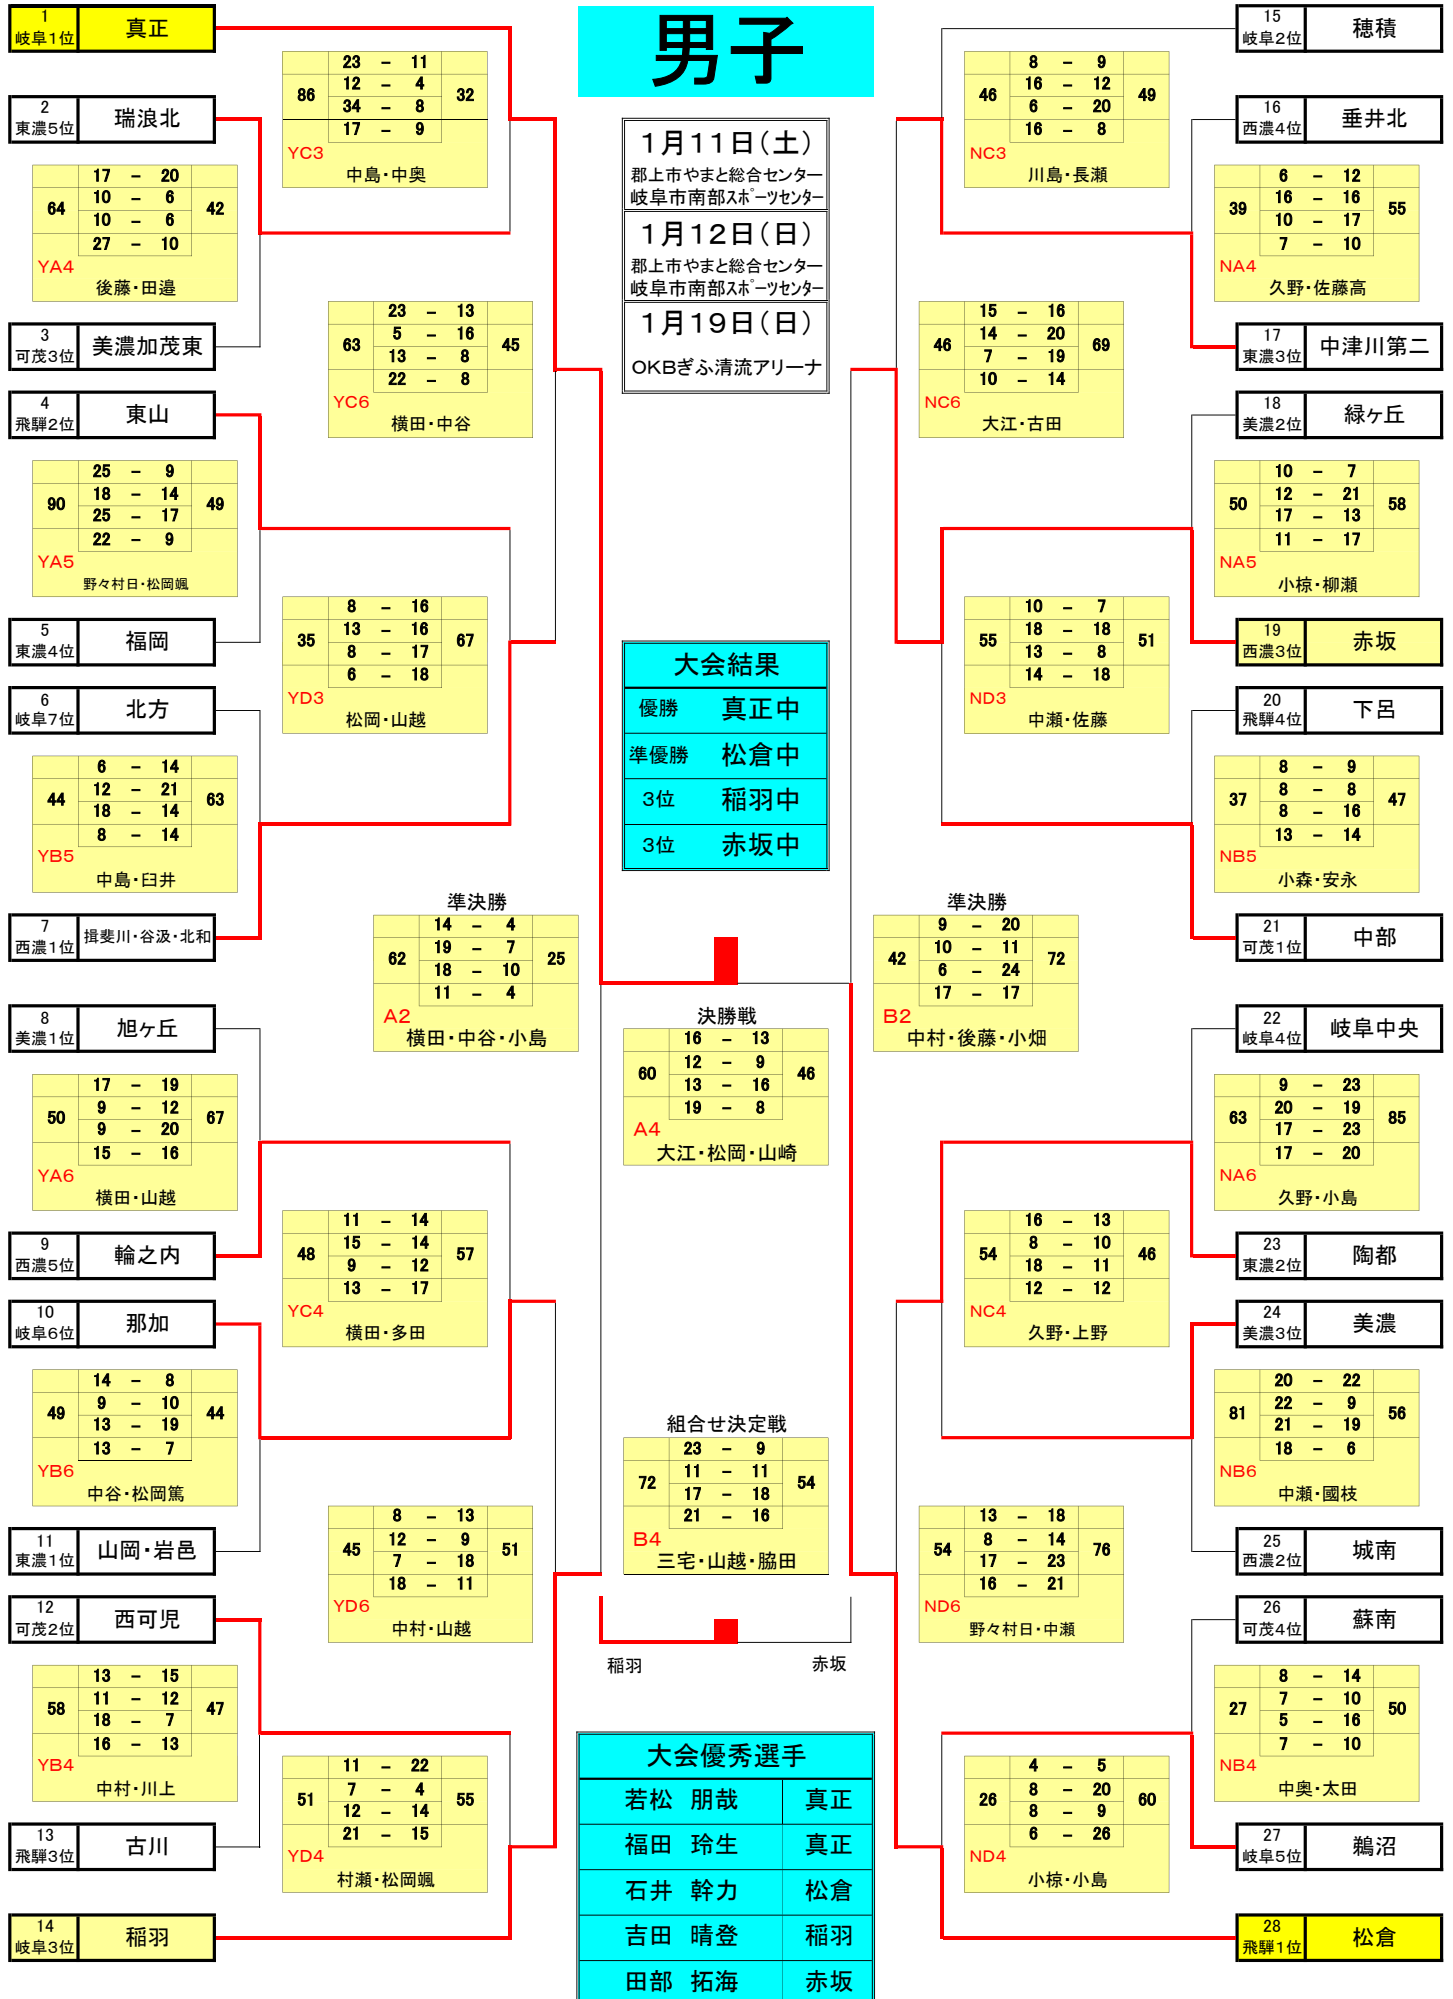 男子
1月11日(土)
郡上市やまと総合センター
岐阜市南部スポーツセンター
1月12日(日)
郡上市やまと総合センター
岐阜市南部スポーツセンター
1月19日(日)
OKBぎふ清流アリーナ
1 岐阜1位 真正
2 東濃5位 瑞浪北
3 可茂3位 美濃加茂東
4 飛騨2位 東山
5 東濃4位 福岡
6 岐阜7位 北方
7 西濃1位 揖斐川・谷汲・北和
8 美濃1位 旭ヶ丘
9 西濃5位 輪之内
10 岐阜6位 那加
11 東濃1位 山岡・岩邑
12 可茂2位 西可児
13 飛騨3位 古川
14 岐阜3位 稲羽
64 42
17 - 20
10 - 6
10 - 6
27 - 10
YA4
後藤・田邉
90 49
25 - 9
18 - 14
25 - 17
22 - 9
YA5
野々村日・松岡颯
44 63
6 - 14
12 - 21
18 - 14
8 - 14
YB5
中島・臼井
50 67
17 - 19
9 - 12
9 - 20
15 - 16
YA6
横田・山越
49 44
14 - 8
9 - 10
13 - 19
13 - 7
YB6
中谷・松岡篤
58 47
13 - 15
11 - 12
18 - 7
16 - 13
YB4
中村・川上
86 32
23 - 11
12 - 4
34 - 8
17 - 9
YC3
中島・中奥
35 67
8 - 16
13 - 16
8 - 17
6 - 18
YD3
松岡・山越
48 57
11 - 14
15 - 14
9 - 12
13 - 17
YC4
横田・多田
51 55
11 - 22
7 - 4
12 - 14
21 - 15
YD4
村瀬・松岡颯
63 45
23 - 13
5 - 16
13 - 8
22 - 8
YC6
横田・中谷
45 51
8 - 13
12 - 9
7 - 18
18 - 11
YD6
中村・山越
準決勝
62 25
14 - 4
19 - 7
18 - 10
11 - 4
A2
横田・中谷・小島
大会結果
優勝 真正中
準優勝 松倉中
3位 稲羽中
3位 赤坂中
決勝戦
60 46
16 - 13
12 - 9
13 - 16
19 - 8
A4
大江・松岡・山崎
組合せ決定戦
72 54
23 - 9
11 - 11
17 - 18
21 - 16
B4
三宅・山越・脇田
稲羽 赤坂
大会優秀選手
若松 朋哉 真正
福田 玲生 真正
石井 幹力 松倉
吉田 晴登 稲羽
田部 拓海 赤坂
準決勝
42 72
9 - 20
10 - 11
6 - 24
17 - 17
B2
中村・後藤・小畑
46 69
15 - 16
14 - 20
7 - 19
10 - 14
NC6
大江・古田
54 76
13 - 18
8 - 14
17 - 23
16 - 21
ND6
野々村日・中瀬
46 49
8 - 9
16 - 12
6 - 20
16 - 8
NC3
川島・長瀬
55 51
10 - 7
18 - 18
13 - 8
14 - 18
ND3
中瀬・佐藤
54 46
16 - 13
8 - 10
18 - 11
12 - 12
NC4
久野・上野
26 60
4 - 5
8 - 20
8 - 9
6 - 26
ND4
小椋・小島
39 55
6 - 12
16 - 16
10 - 17
7 - 10
NA4
久野・佐藤高
50 58
10 - 7
12 - 21
17 - 13
11 - 17
NA5
小椋・柳瀬
37 47
8 - 9
8 - 8
8 - 16
13 - 14
NB5
小森・安永
63 85
9 - 23
20 - 19
17 - 23
17 - 20
NA6
久野・小島
81 56
20 - 22
22 - 9
21 - 19
18 - 6
NB6
中瀬・國枝
27 50
8 - 14
7 - 10
5 - 16
7 - 10
NB4
中奥・太田
15 岐阜2位 穂積
16 西濃4位 垂井北
17 東濃3位 中津川第二
18 美濃2位 緑ヶ丘
19 西濃3位 赤坂
20 飛騨4位 下呂
21 可茂1位 中部
22 岐阜4位 岐阜中央
23 東濃2位 陶都
24 美濃3位 美濃
25 西濃2位 城南
26 可茂4位 蘇南
27 岐阜5位 鵜沼
28 飛騨1位 松倉